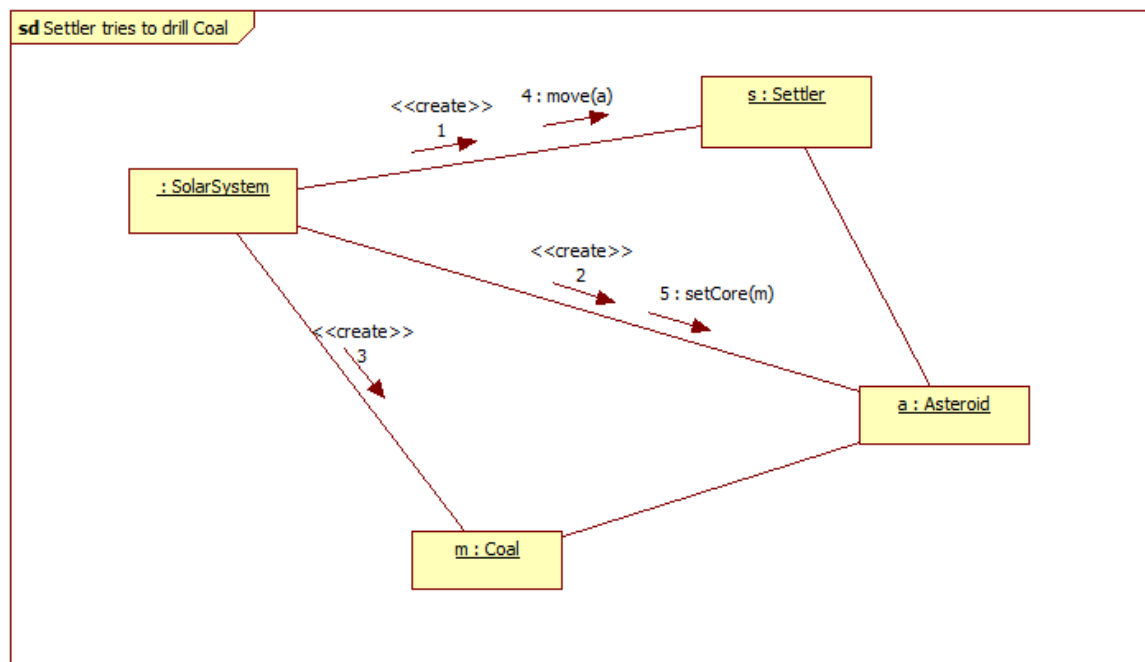 sd Settler tries to drill Coal
<<create>>
1
4 : move(a)
s : Settler
: SolarSystem
<<create>>
2
5 : setCore(m)
<<create>>
3
a : Asteroid
m : Coal